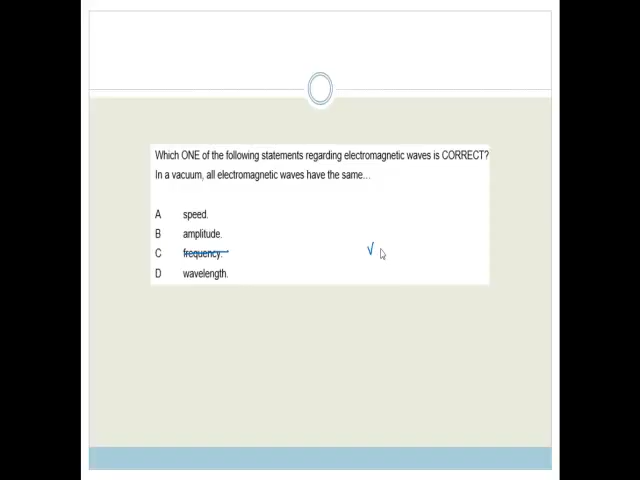 Which ONE of the following statements regarding electromagnetic waves is CORRECT?
In a vacuum, all electromagnetic waves have the same…
A speed.
B amplitude.
C frequency.
D wavelength.
V